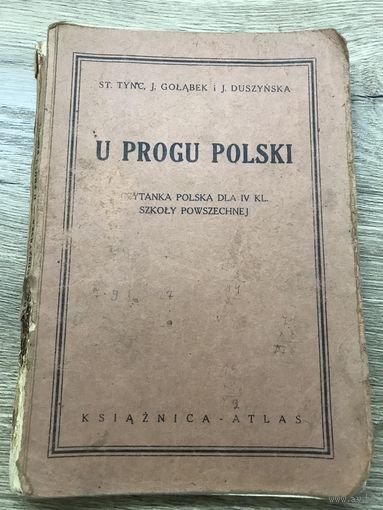 ST. TYNC, J. GOŁĄBEK i J. DUSZYŃSKA
U PROGU POLSKI
CZYTANKA POLSKA DLA IV KL.
SZKOŁY POWSZECHNEJ
KSIĄŻNICA - ATLAS